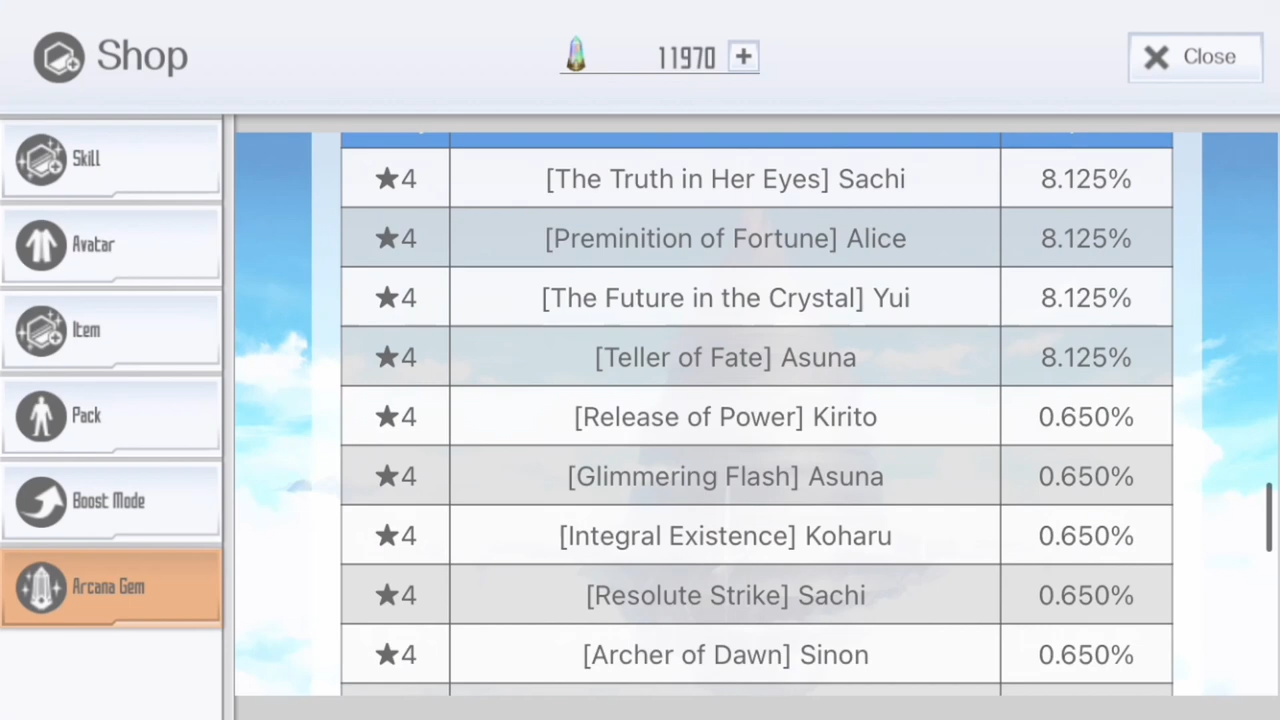 Shop
11970
Close
Skill
Avatar
Item
Pack
Boost Mode
Arcana Gem
★4 [The Truth in Her Eyes] Sachi 8.125%
★4 [Preminition of Fortune] Alice 8.125%
★4 [The Future in the Crystal] Yui 8.125%
★4 [Teller of Fate] Asuna 8.125%
★4 [Release of Power] Kirito 0.650%
★4 [Glimmering Flash] Asuna 0.650%
★4 [Integral Existence] Koharu 0.650%
★4 [Resolute Strike] Sachi 0.650%
★4 [Archer of Dawn] Sinon 0.650%